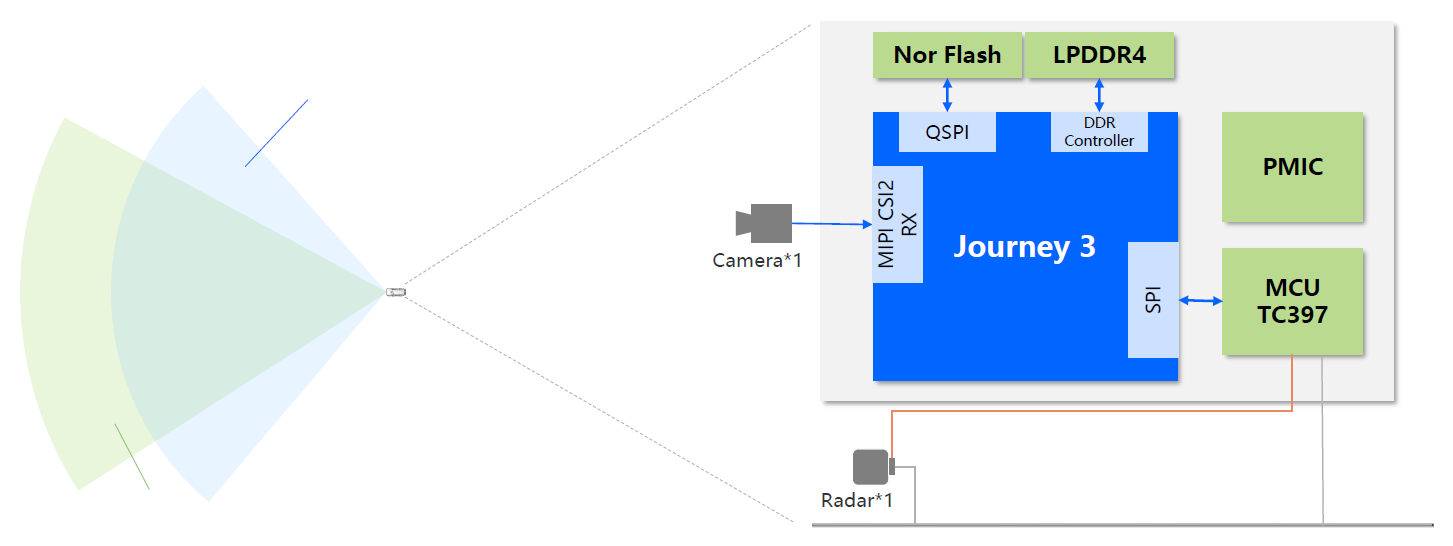 Nor Flash
LPDDR4
QSPI
DDR
Controller
PMIC
MIPI CSI2
RX
Journey 3
Camera*1
SPI
MCU
TC397
Radar*1